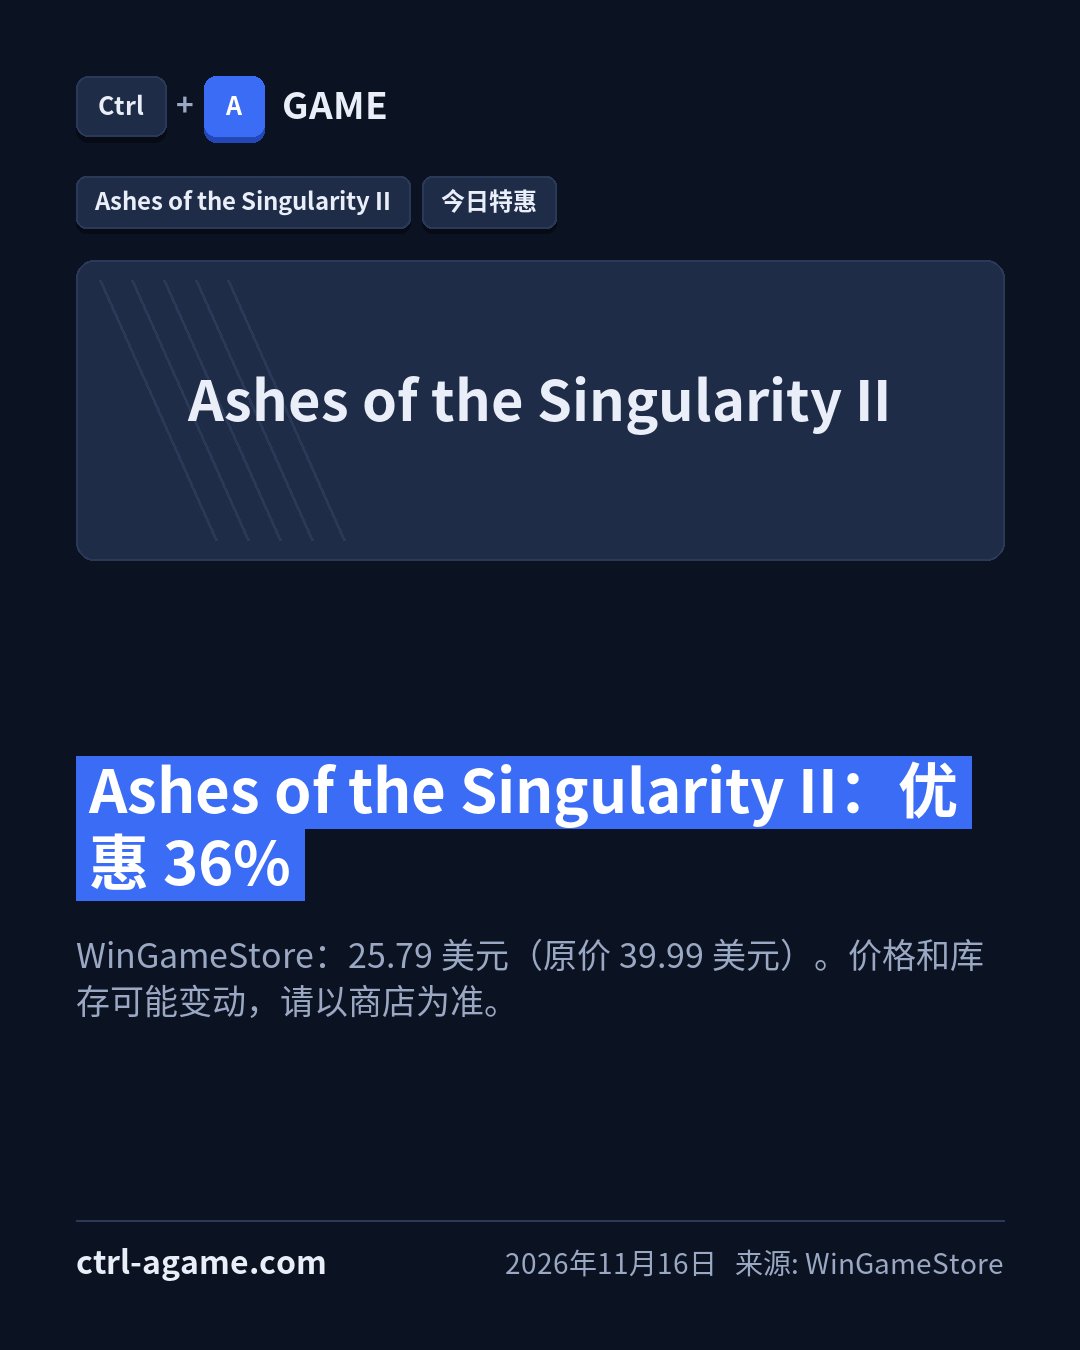 Ctrl + A GAME
Ashes of the Singularity II 今日特惠
Ashes of the Singularity II
Ashes of the Singularity II：优
惠 36%
WinGameStore：25.79 美元（原价 39.99 美元）。价格和库
存可能变动，请以商店为准。
ctrl-agame.com 2026年11月16日 来源: WinGameStore